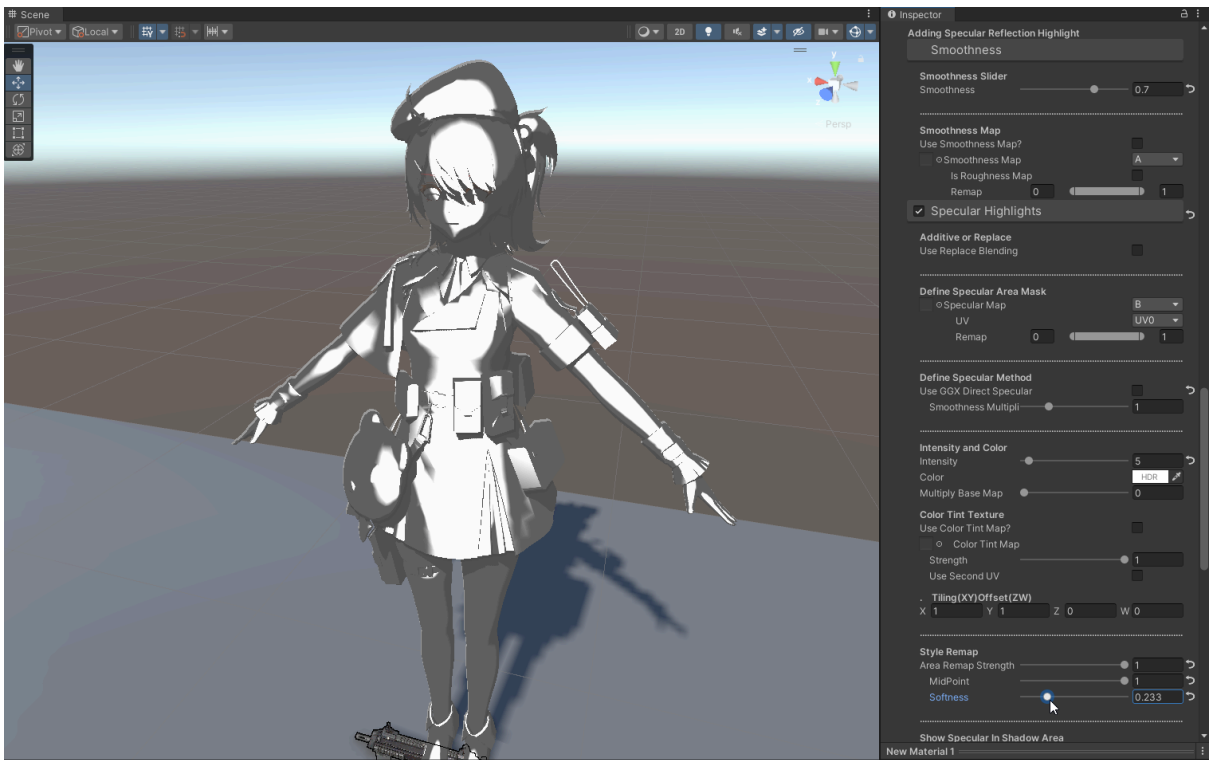 Scene
Inspector
Pivot
Local
2D
y
x
Persp
Adding Specular Reflection Highlight
Smoothness
Smoothness Slider
Smoothness 0.7
Smoothness Map
Use Smoothness Map?
Smoothness Map A
Is Roughness Map
Remap 0 1
Specular Highlights
Additive or Replace
Use Replace Blending
Define Specular Area Mask
Specular Map B
UV UV0
Remap 0 1
Define Specular Method
Use GGX Direct Specular
Smoothness Multipli 1
Intensity and Color
Intensity 5
Color HDR
Multiply Base Map 0
Color Tint Texture
Use Color Tint Map?
Color Tint Map
Strength 1
Use Second UV
. Tiling(XY)Offset(ZW)
X 1 Y 1 Z 0 W 0
Style Remap
Area Remap Strength 1
MidPoint 1
Softness 0.233
Show Specular In Shadow Area
New Material 1